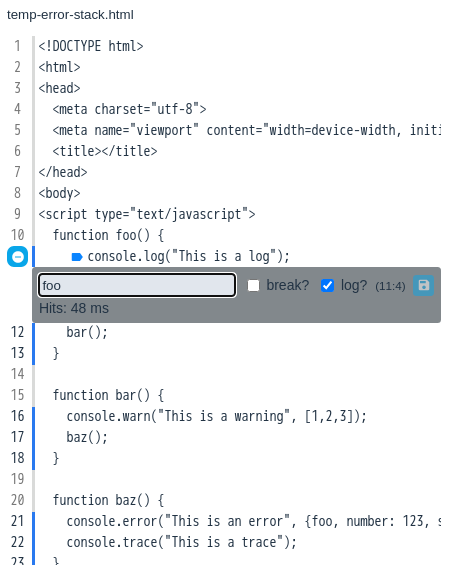 temp-error-stack.html
1 <!DOCTYPE html>
2 <html>
3 <head>
4 <meta charset="utf-8">
5 <meta name="viewport" content="width=device-width, initi
6 <title></title>
7 </head>
8 <body>
9 <script type="text/javascript">
10 function foo() {
console.log("This is a log");
foo break? log? (11:4)
Hits: 48 ms
12 bar();
13 }
14
15 function bar() {
16 console.warn("This is a warning", [1,2,3]);
17 baz();
18 }
19
20 function baz() {
21 console.error("This is an error", {foo, number: 123, s
22 console.trace("This is a trace");
23 }